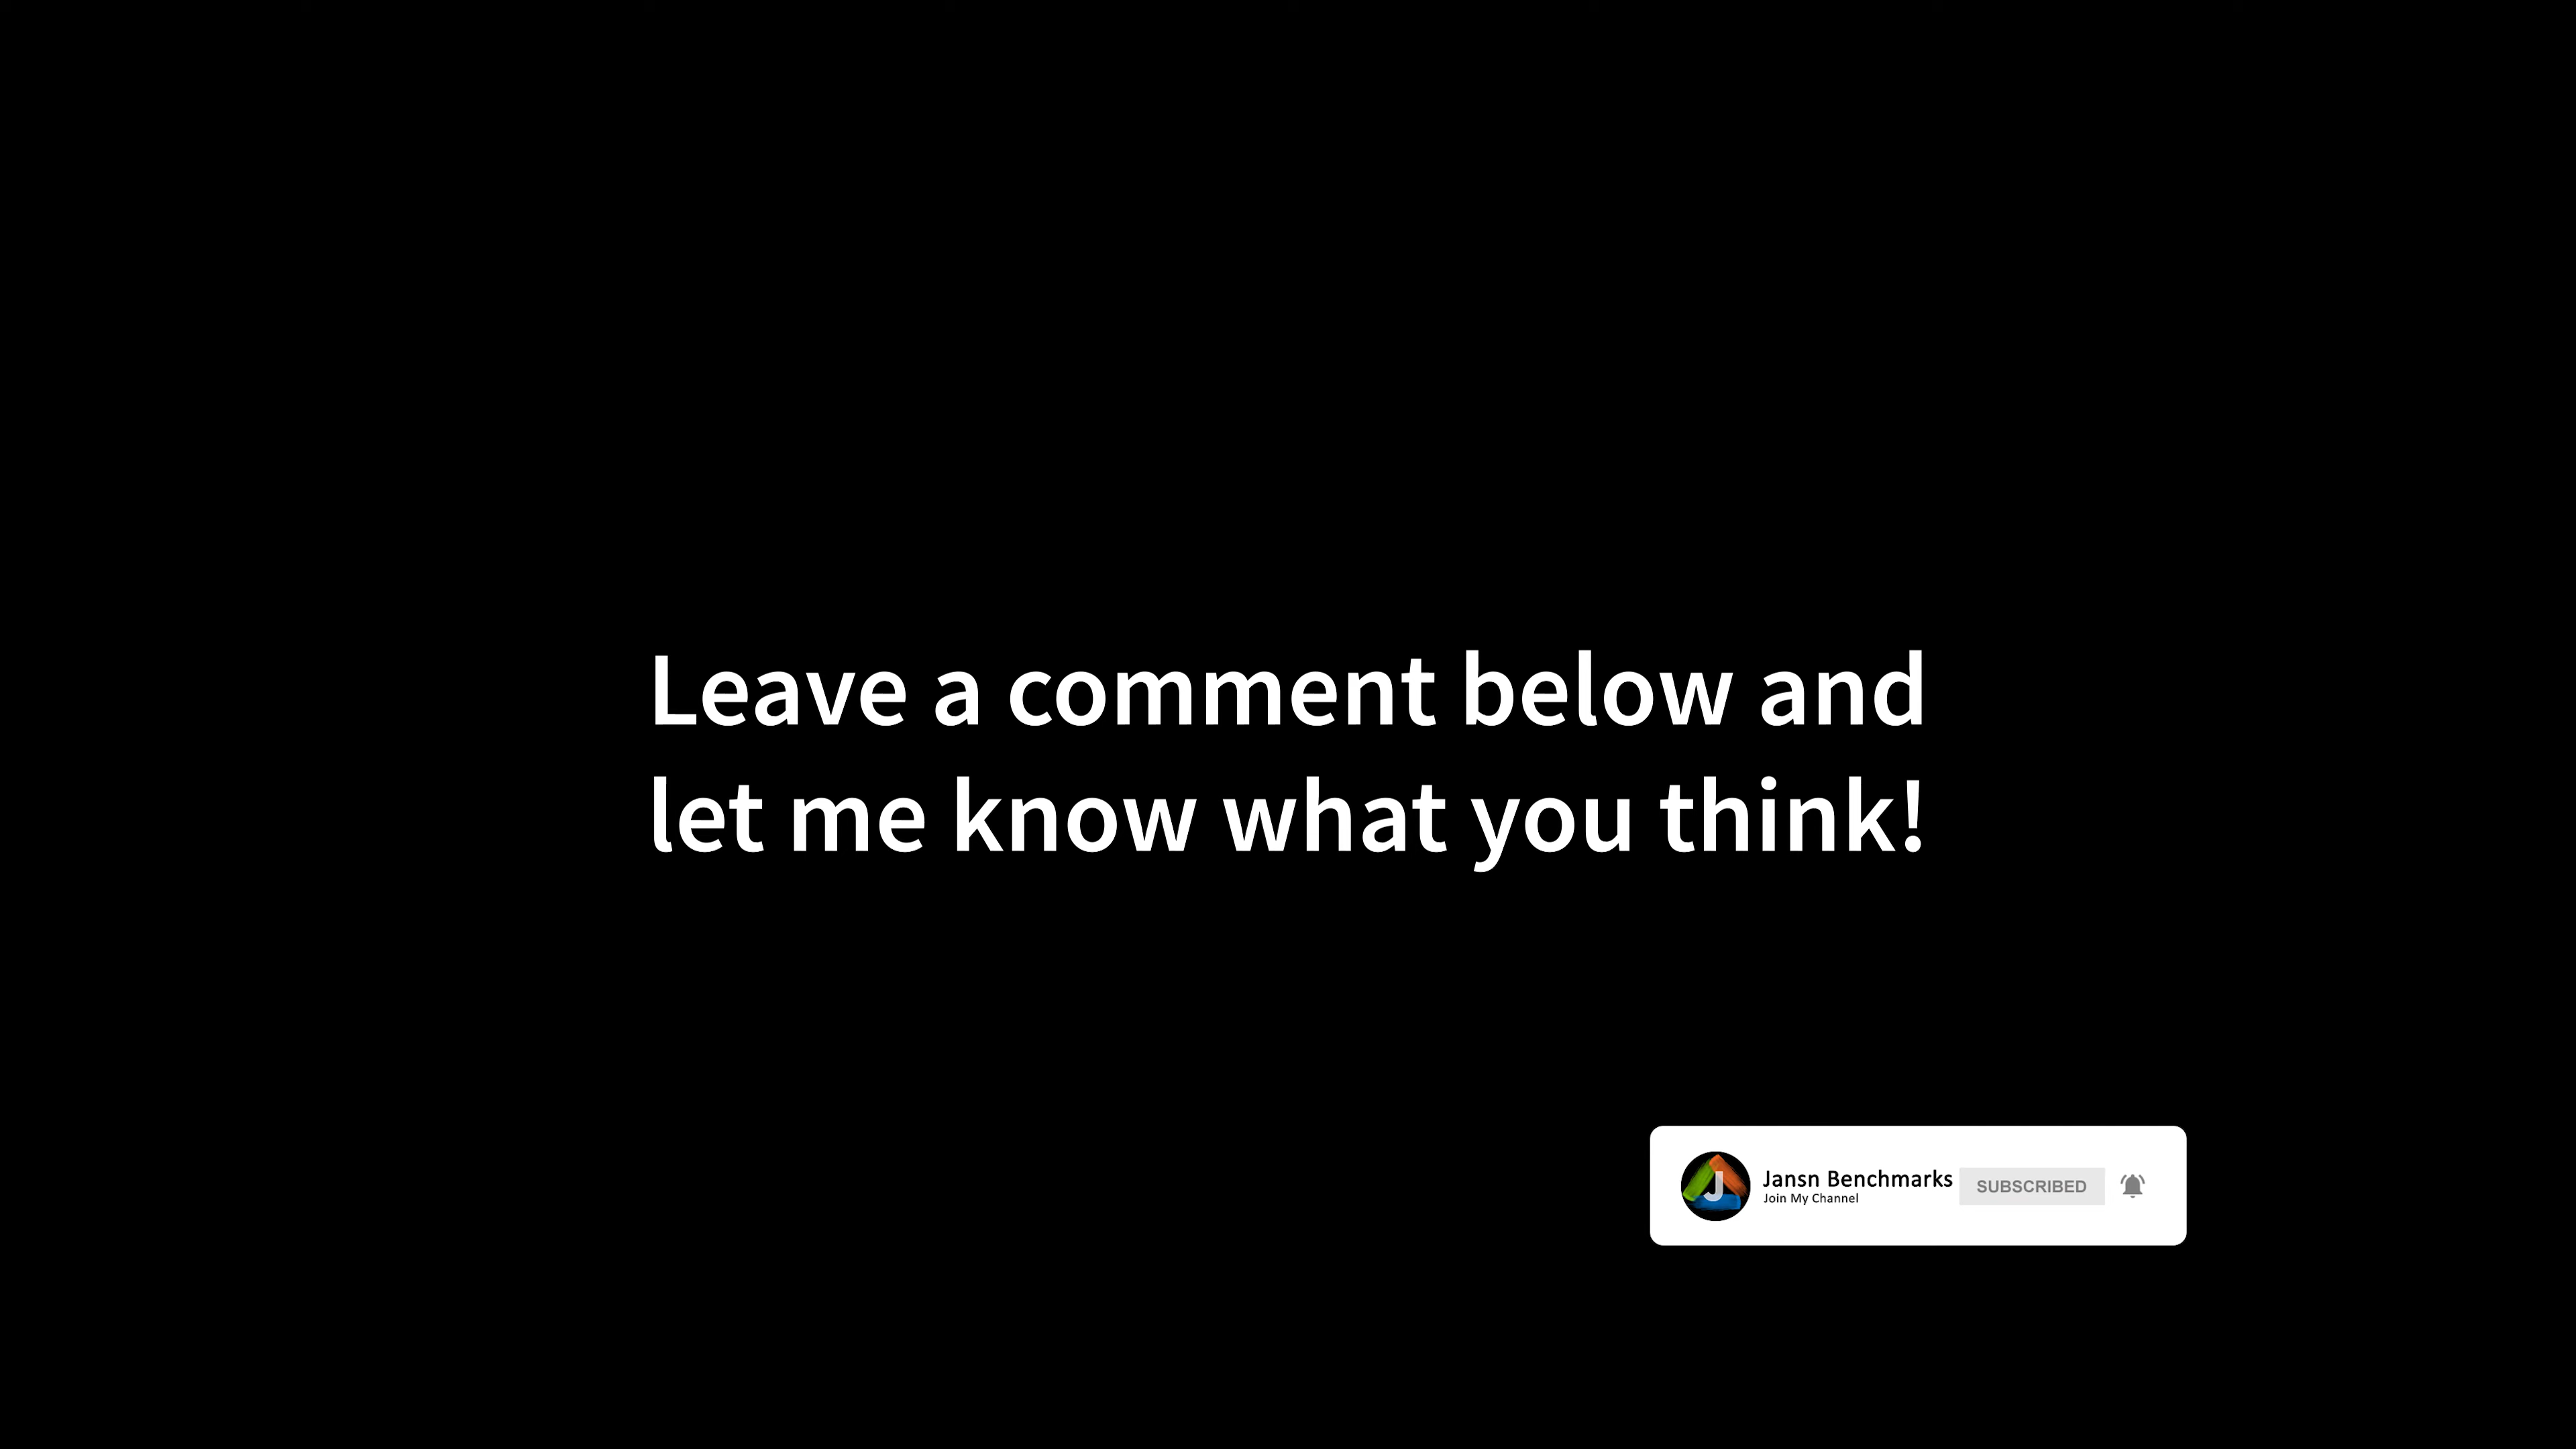 Leave a comment below and
let me know what you think!
J
Jansn Benchmarks
Join My Channel
SUBSCRIBED